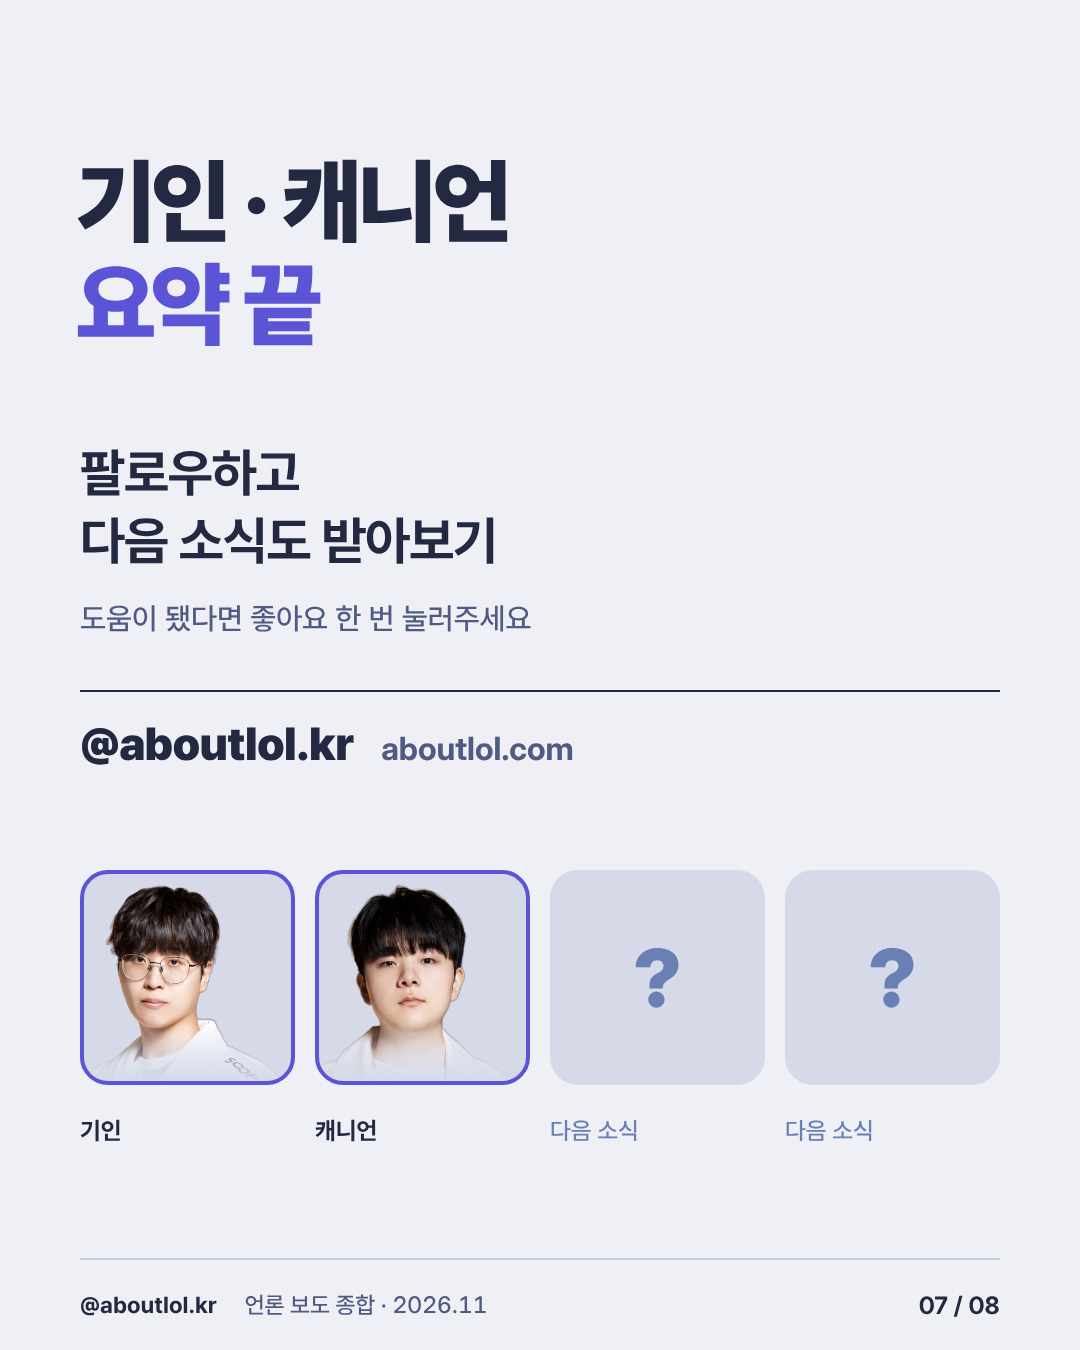 기인 · 캐니언
요약 끝
팔로우하고
다음 소식도 받아보기
도움이 됐다면 좋아요 한 번 눌러주세요
@aboutlol.kr aboutlol.com
? ?
기인 캐니언 다음 소식 다음 소식
@aboutlol.kr 언론 보도 종합 · 2026.11 07 / 08